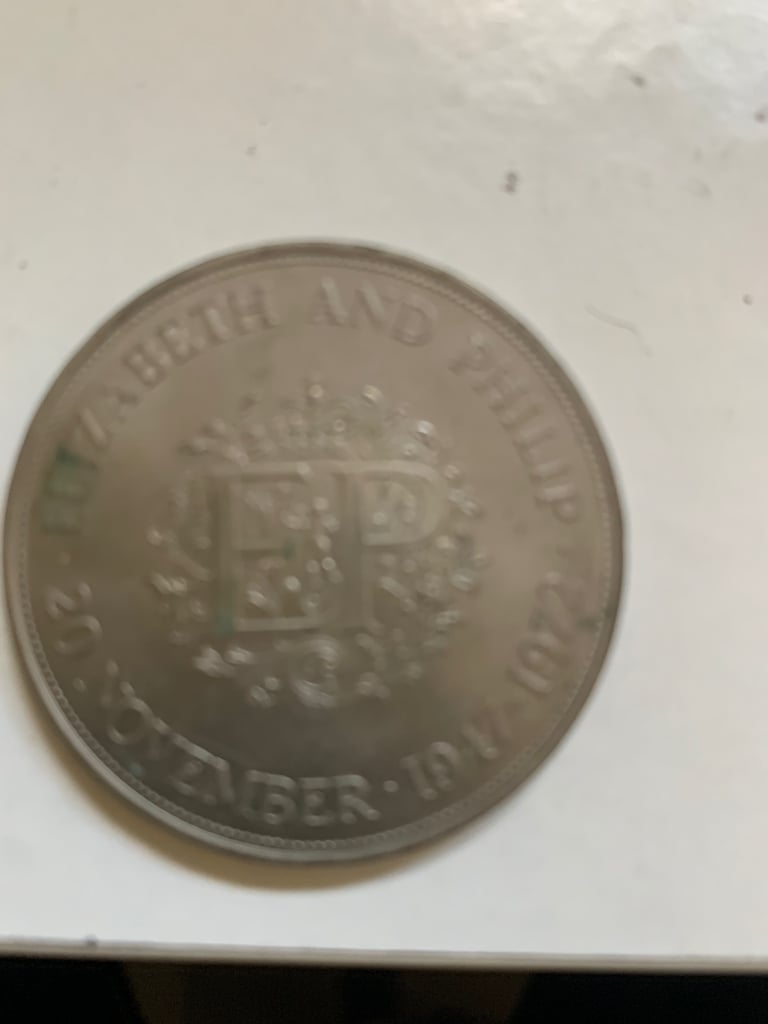 ELIZABETH AND PHILIP
20 NOVEMBER · 1947-1972
EP